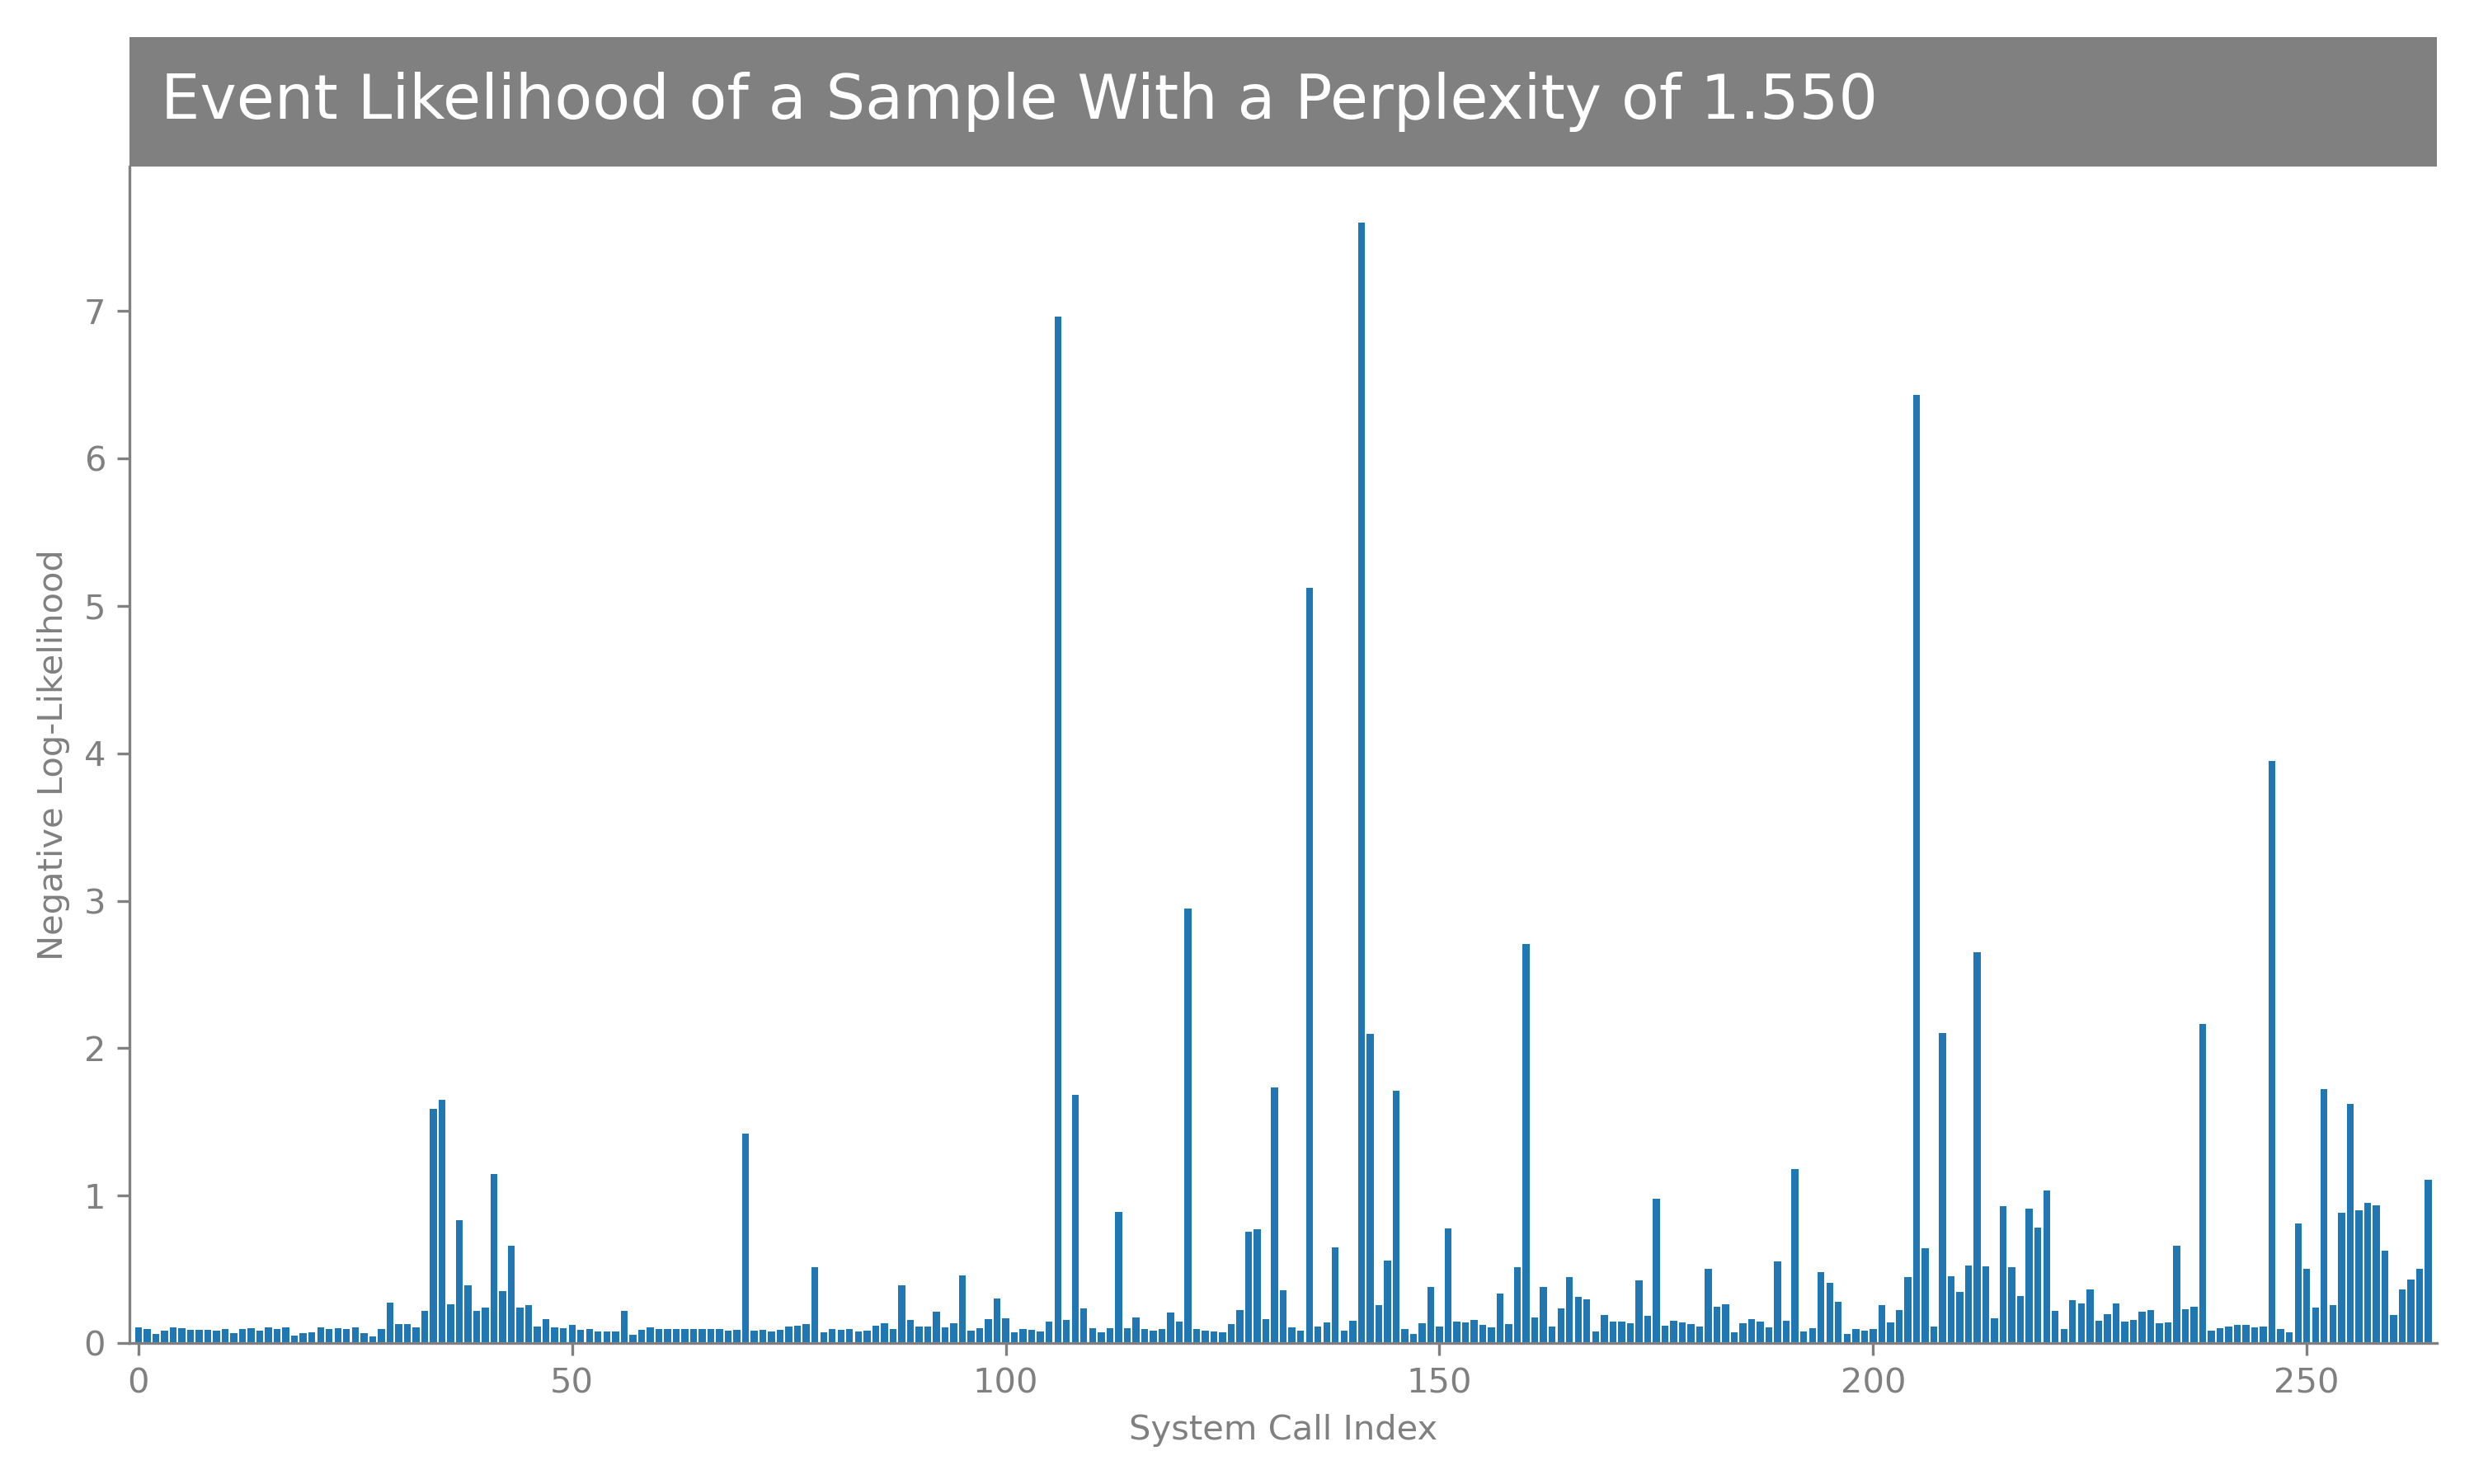 Event Likelihood of a Sample With a Perplexity of 1.550
Negative Log-Likelihood
7
6
5
4
3
2
1
0
0 50 100 150 200 250
System Call Index